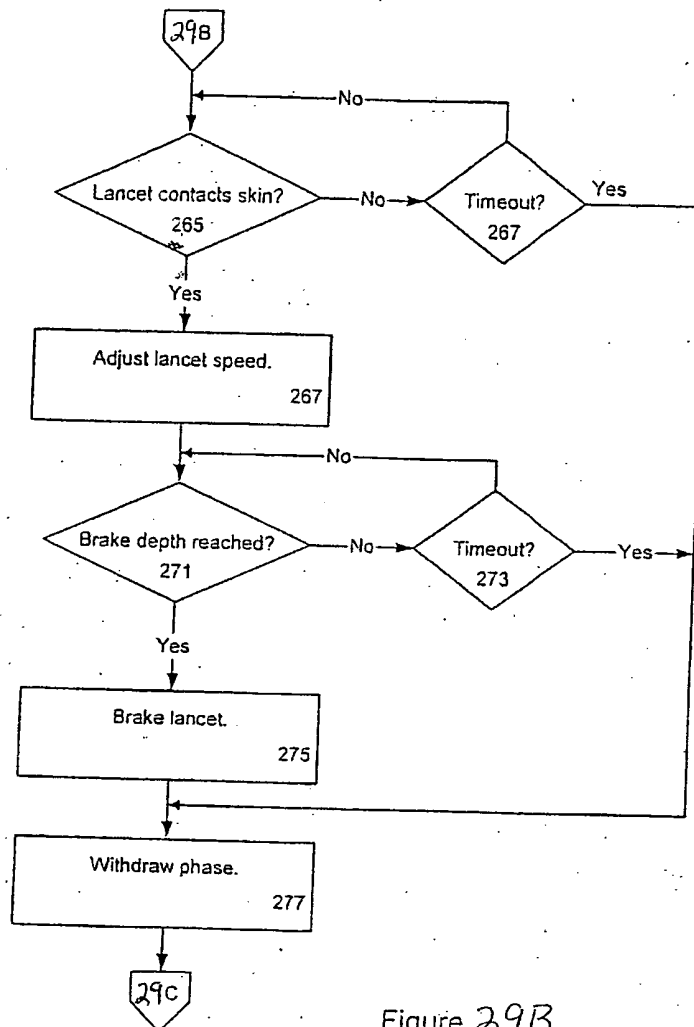 29B
No
Lancet contacts skin?
265
No
Timeout?
267
Yes
Yes
Adjust lancet speed.
267
No
Brake depth reached?
271
No
Timeout?
273
Yes
Yes
Brake lancet.
275
Withdraw phase.
277
29C
Figure 29B